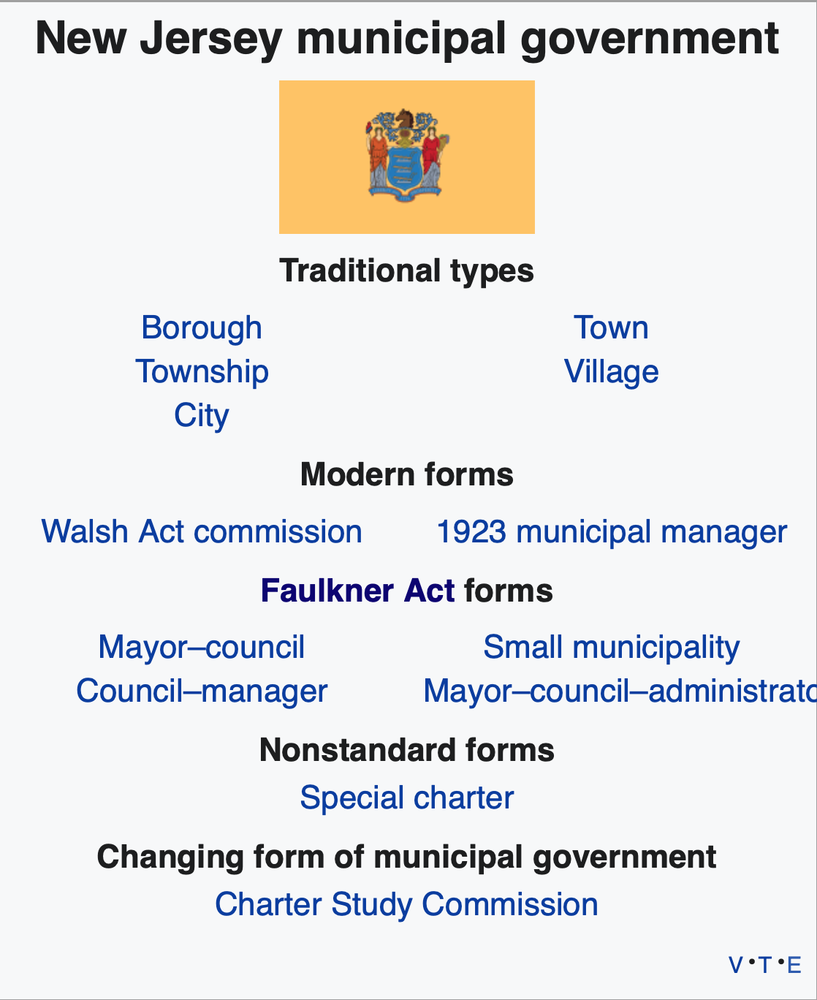 New Jersey municipal government
Traditional types
Borough Town
Township Village
City
Modern forms
Walsh Act commission 1923 municipal manager
Faulkner Act forms
Mayor–council Small municipality
Council–manager Mayor–council–administrato
Nonstandard forms
Special charter
Changing form of municipal government
Charter Study Commission
V • T • E